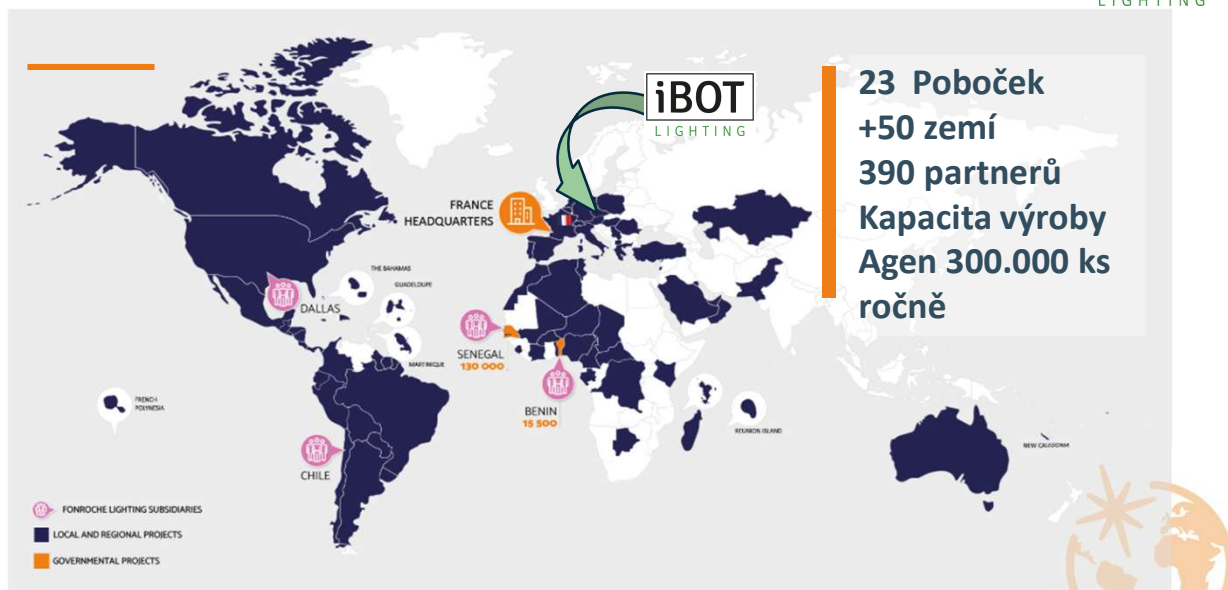 LIGHTING
iBOT
LIGHTING
23 Poboček
+50 zemí
390 partnerů
Kapacita výroby
Agen 300.000 ks
ročně
FRANCE
HEADQUARTERS
THE BAHAMAS
GUADELOUPE
DALLAS
MARTINIQUE
SENEGAL
130 000
BENIN
15 500
FRENCH
POLYNESIA
REUNION ISLAND
NEW CALEDONIA
CHILE
FONROCHE LIGHTING SUBSIDIARIES
LOCAL AND REGIONAL PROJECTS
GOVERNMENTAL PROJECTS